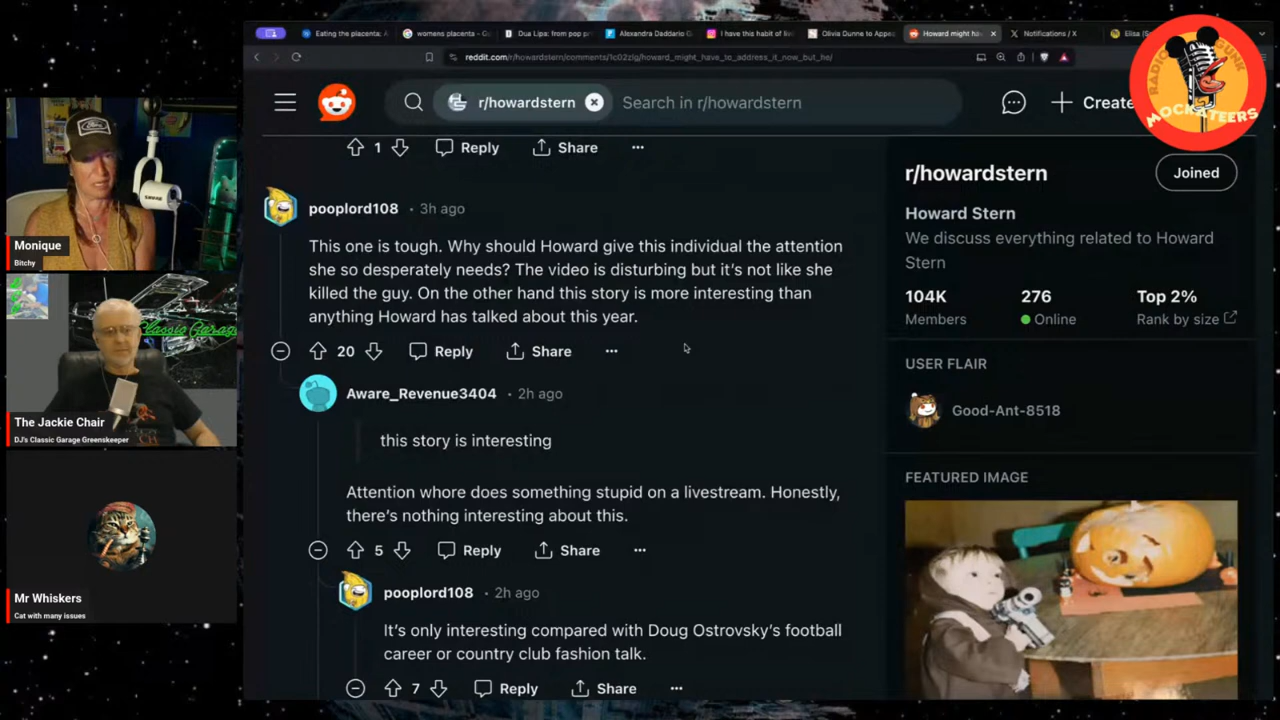 Eating the placenta: A
womens placenta - G
Dua Lipa: from pop pr
Alexandra Daddario G
I have this habit of le
Olivia Dunne to Appea
Howard might hav
Notifications / X
Elisa (S
reddit.com/r/howardstern/comments/1c02zlg/howard_might_have_to_address_it_now_but_he/
r/howardstern
Search in r/howardstern
Create
RADIO GUNK
MOCKATEERS
1
Reply
Share
r/howardstern
Joined
Howard Stern
We discuss everything related to Howard
Stern
104K
276
Top 2%
Members
Online
Rank by size
USER FLAIR
Good-Ant-8518
FEATURED IMAGE
pooplord108 • 3h ago
This one is tough. Why should Howard give this individual the attention
she so desperately needs? The video is disturbing but it's not like she
killed the guy. On the other hand this story is more interesting than
anything Howard has talked about this year.
20
Reply
Share
Aware_Revenue3404 • 2h ago
this story is interesting
Attention whore does something stupid on a livestream. Honestly,
there's nothing interesting about this.
5
Reply
Share
pooplord108 • 2h ago
It's only interesting compared with Doug Ostrovsky's football
career or country club fashion talk.
7
Reply
Share
SHURE
Monique
Bitchy
Classic Garage
The Jackie Chair
DJ's Classic Garage Greenskeeper
Mr Whiskers
Cat with many issues